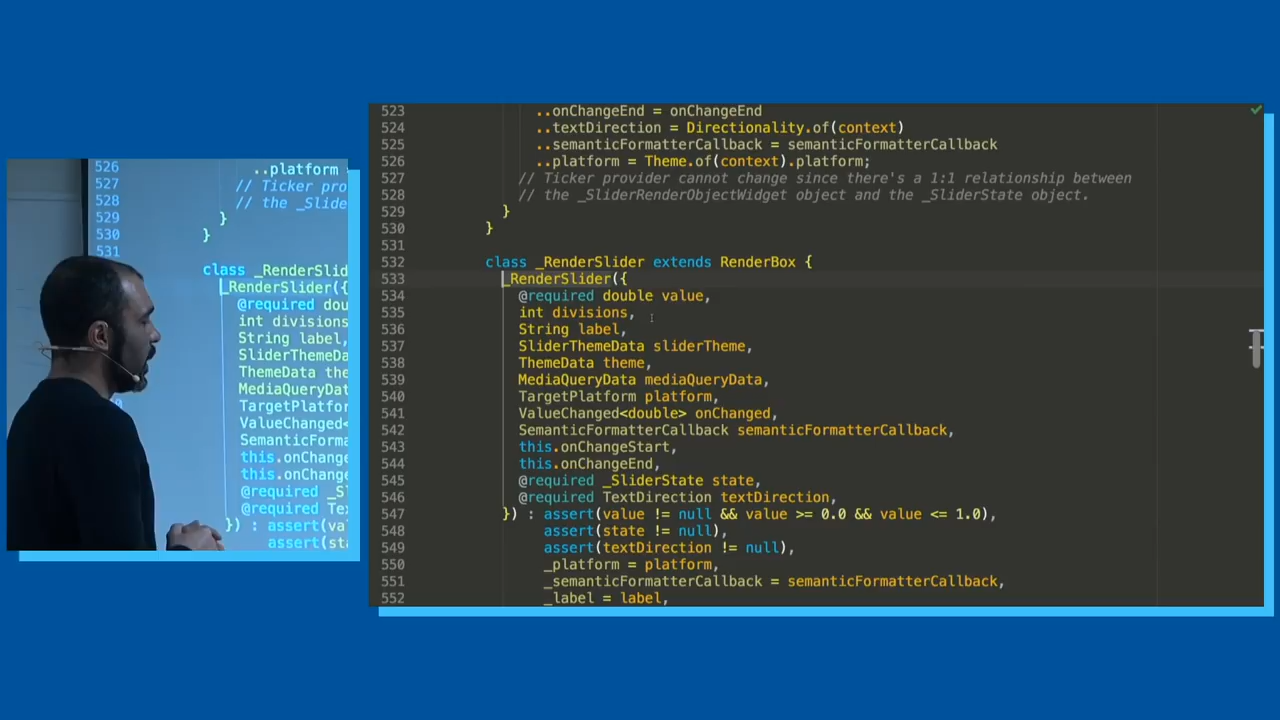 526 ..platform
527 // Ticker pro
528 // the _Slide
529 }
530 }
531
class _RenderSlid
_RenderSlider({
@required dou
int divisions
String label,
SliderThemeDa
ThemeData the
MediaQueryDat
TargetPlatfor
ValueChanged<
SemanticForma
this.onChange
this.onChange
@required _Sl
@required Tex
}) : assert(va
assert(st
523 ..onChangeEnd = onChangeEnd
524 ..textDirection = Directionality.of(context)
525 ..semanticFormatterCallback = semanticFormatterCallback
526 ..platform = Theme.of(context).platform;
527 // Ticker provider cannot change since there's a 1:1 relationship between
528 // the _SliderRenderObjectWidget object and the _SliderState object.
529 }
530 }
531
532 class _RenderSlider extends RenderBox {
533 _RenderSlider({
534 @required double value,
535 int divisions,
536 String label,
537 SliderThemeData sliderTheme,
538 ThemeData theme,
539 MediaQueryData mediaQueryData,
540 TargetPlatform platform,
541 ValueChanged<double> onChanged,
542 SemanticFormatterCallback semanticFormatterCallback,
543 this.onChangeStart,
544 this.onChangeEnd,
545 @required _SliderState state,
546 @required TextDirection textDirection,
547 }) : assert(value != null && value >= 0.0 && value <= 1.0),
548 assert(state != null),
549 assert(textDirection != null),
550 _platform = platform,
551 _semanticFormatterCallback = semanticFormatterCallback,
552 _label = label,